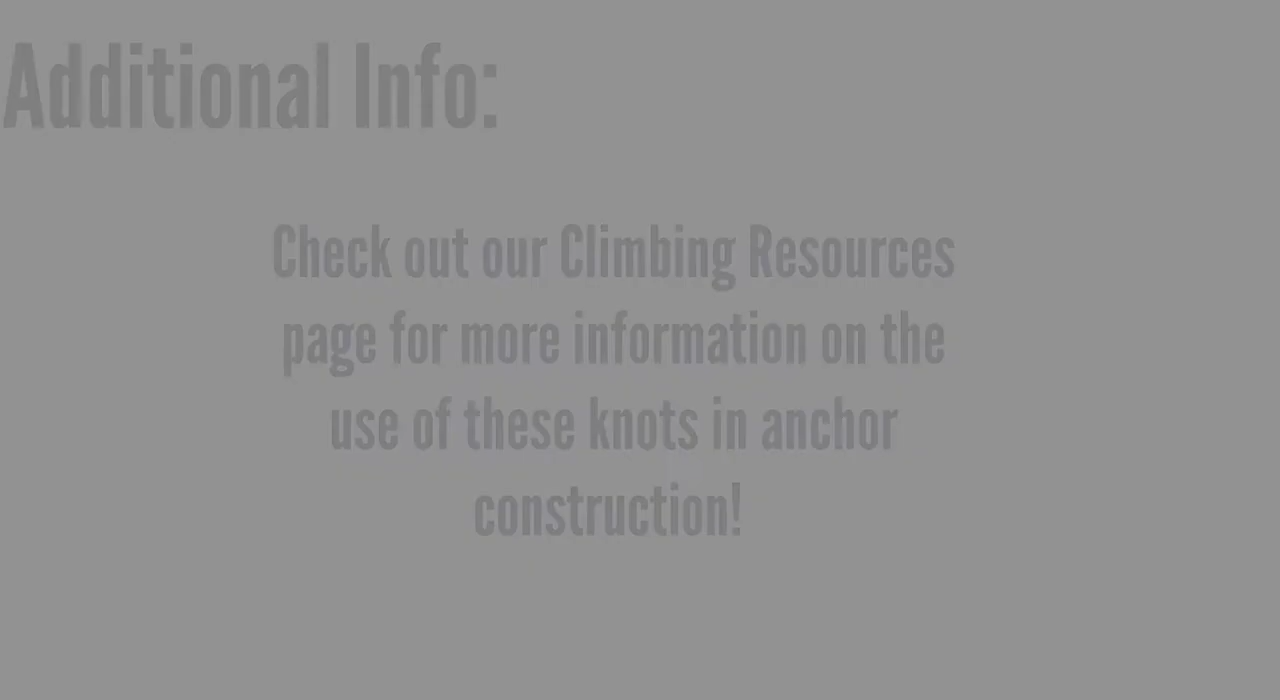 Additional Info:
Check out our Climbing Resources
page for more information on the
use of these knots in anchor
construction!